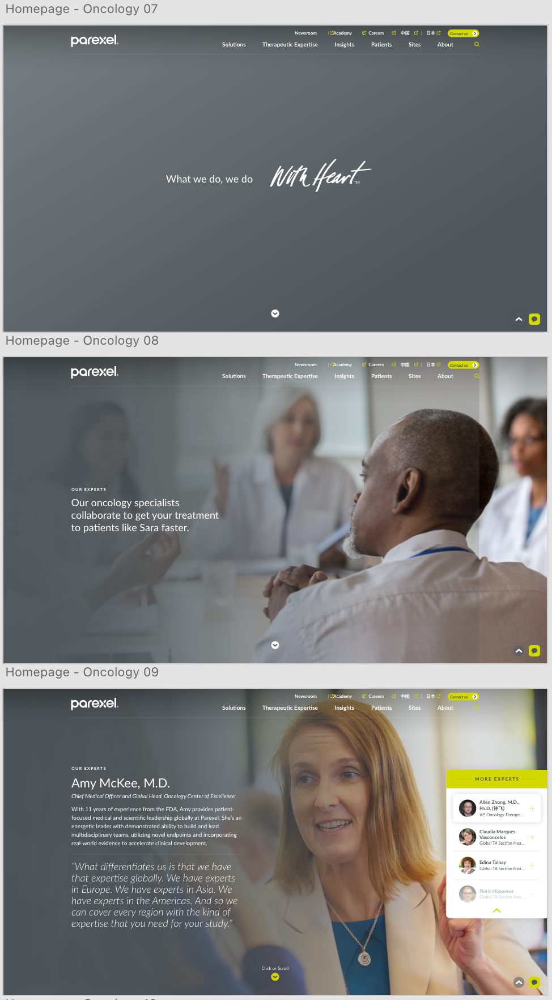 Homepage - Oncology 07
parexel.
Newsroom | Academy Careers 中国 | 日本 Contact us
Solutions Therapeutic Expertise Insights Patients Sites About
What we do, we do With Heart™
Homepage - Oncology 08
parexel.
Newsroom | Academy Careers 中国 | 日本 Contact us
Solutions Therapeutic Expertise Insights Patients Sites About
OUR EXPERTS
Our oncology specialists
collaborate to get your treatment
to patients like Sara faster.
Homepage - Oncology 09
parexel.
Newsroom | Academy Careers 中国 | 日本 Contact us
Solutions Therapeutic Expertise Insights Patients Sites About
OUR EXPERTS
Amy McKee, M.D.
Chief Medical Officer and Global Head, Oncology Center of Excellence
With 11 years of experience from the FDA, Amy provides patient-
focused medical and scientific leadership globally at Parexel. She's an
energetic leader with demonstrated ability to build and lead
multidisciplinary teams, utilizing novel endpoints and incorporating
real-world evidence to accelerate clinical development.
“What differentiates us is that we have
that expertise globally. We have experts
in Europe. We have experts in Asia. We
have experts in the Americas. And so we
can cover every region with the kind of
expertise that you need for your study.”
Click or Scroll
MORE EXPERTS
Allen Zhong, M.D.,
Ph.D. (钟飞)
VP, Oncology Therape...
Claudia Marques
Vasconcelos
Global TA Section Hea...
Edina Tolnay
Global TA Section Hea...
Floris Höppener
Global TA Section Hea...